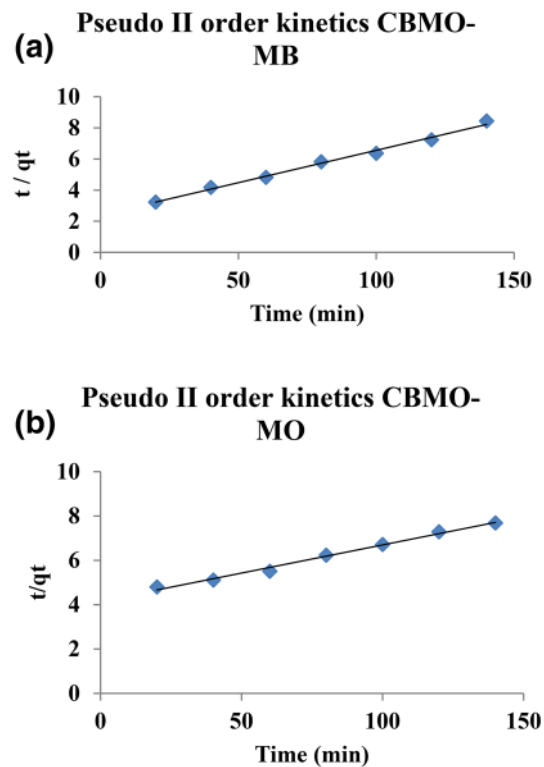 (a)
Pseudo II order kinetics CBMO-
MB
10
8
6
4
2
0
t / qt
0 50 100 150
Time (min)
(b)
Pseudo II order kinetics CBMO-
MO
10
8
6
4
2
0
t/qt
0 50 100 150
Time (min)